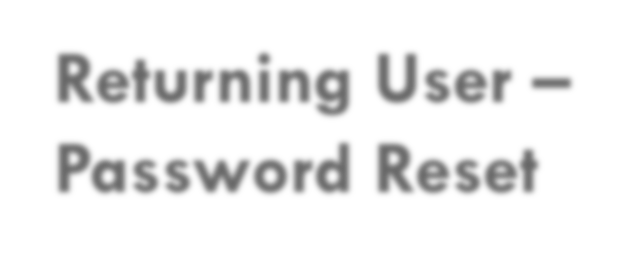 Returning User –
Password Reset